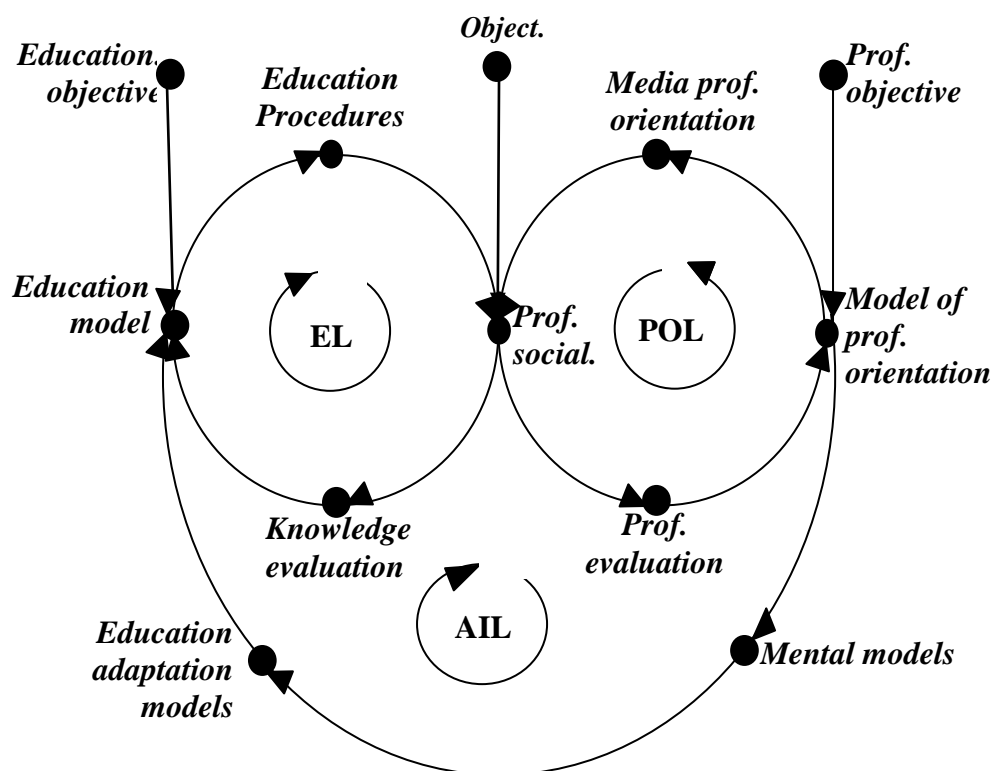 Education.
objective
Object.
Prof.
objective
Education
Procedures
Media prof.
orientation
Education
model
EL
Prof.
social.
POL
Model of
prof.
orientation
Knowledge
evaluation
Prof.
evaluation
AIL
Education
adaptation
models
Mental models